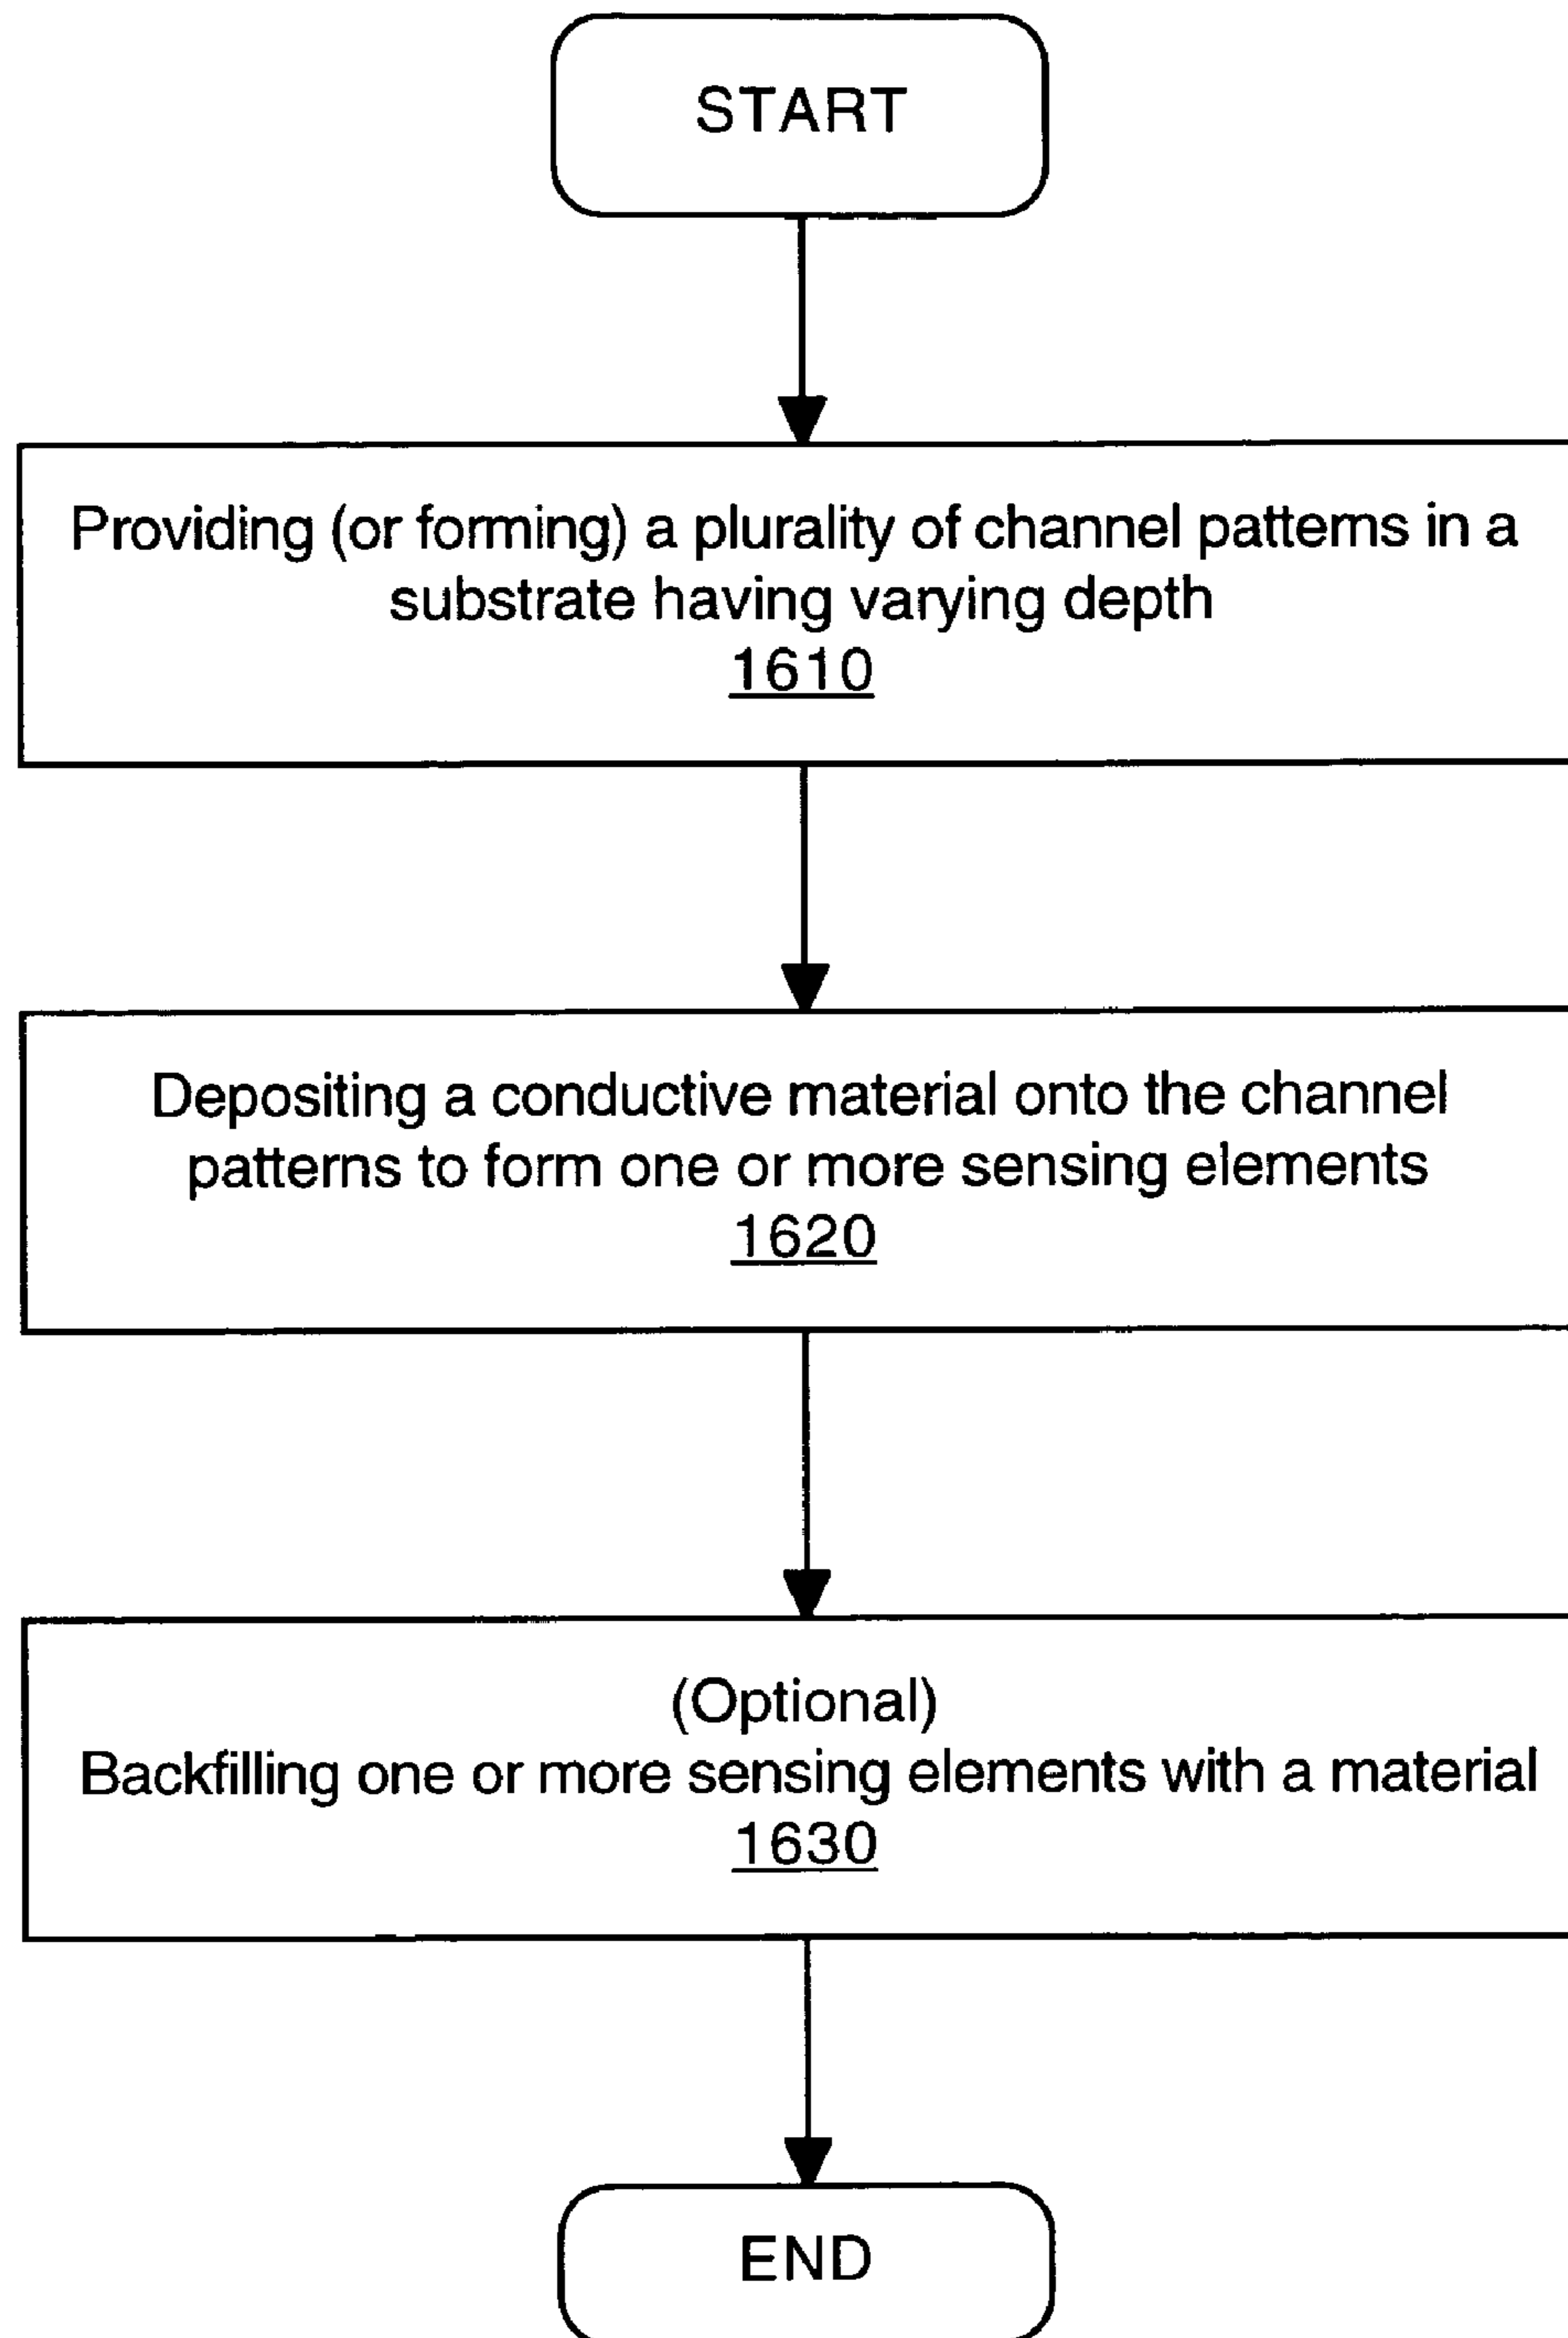 START
Providing (or forming) a plurality of channel patterns in a
substrate having varying depth
1610
Depositing a conductive material onto the channel
patterns to form one or more sensing elements
1620
(Optional)
Backfilling one or more sensing elements with a material
1630
END